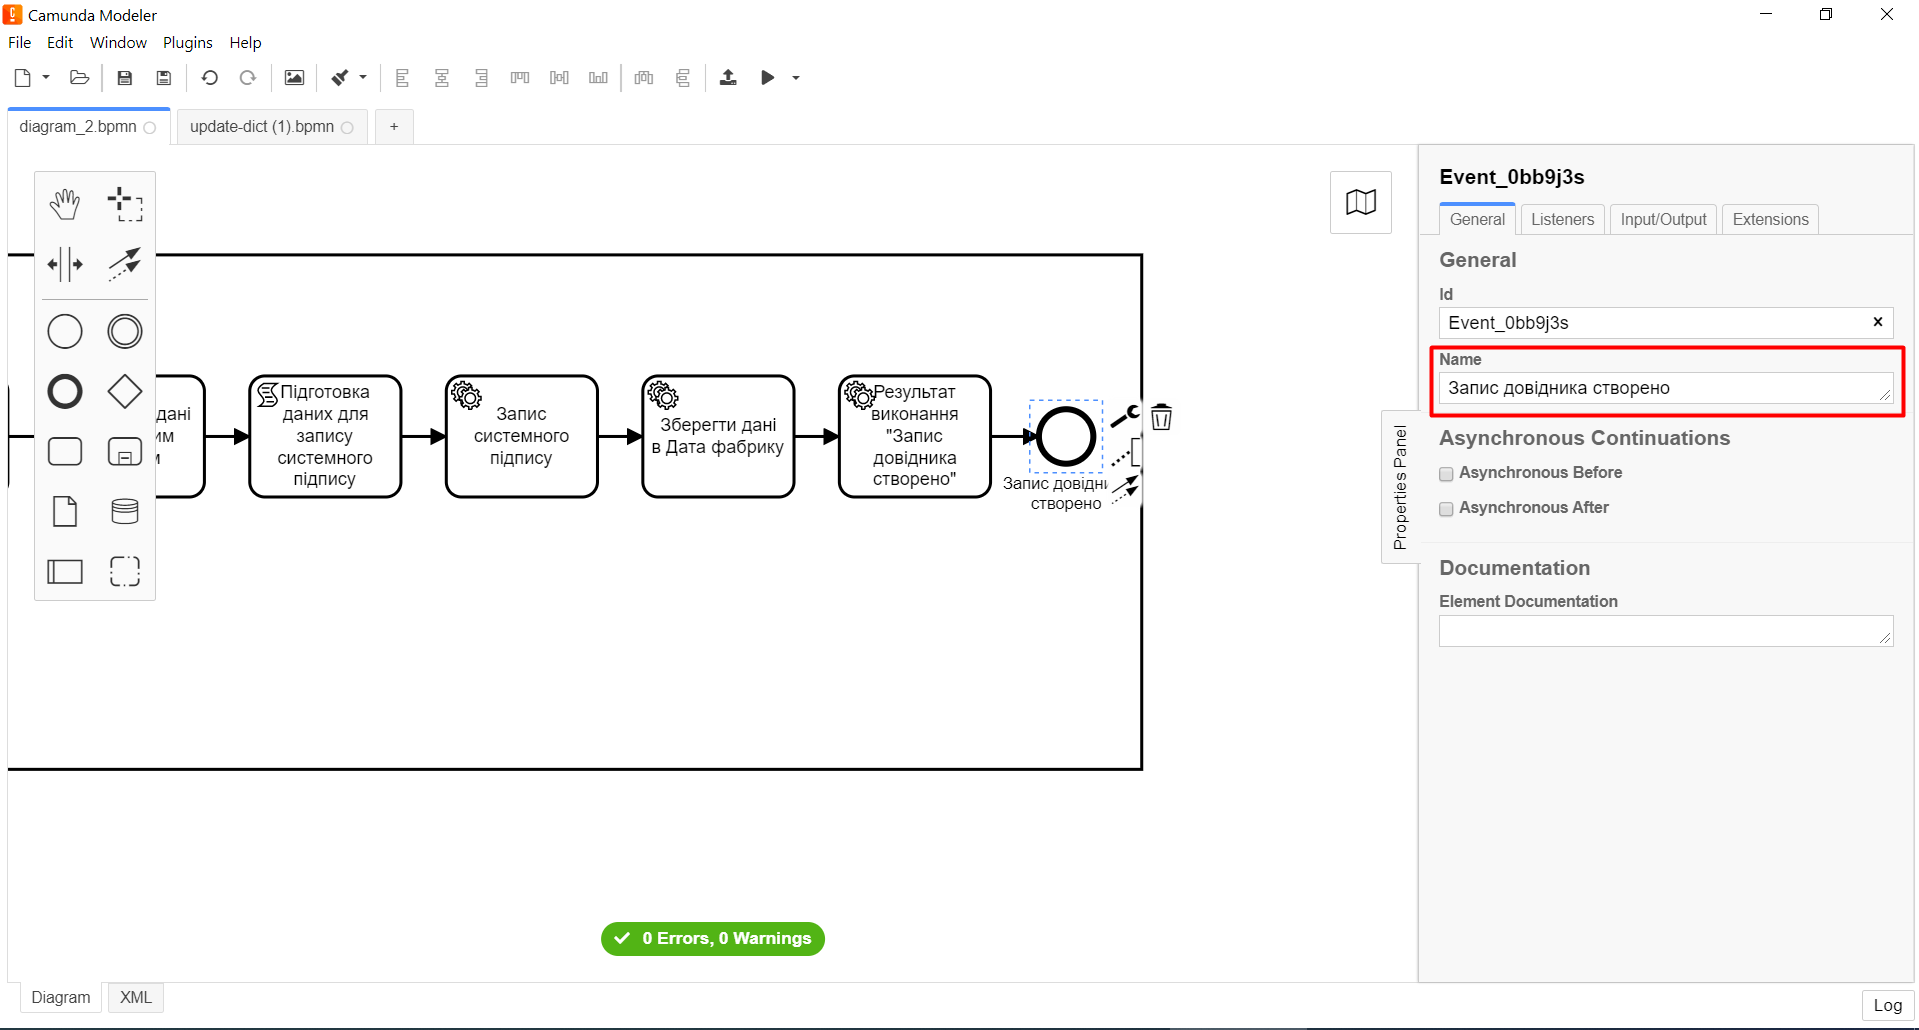 Camunda Modeler
File Edit Window Plugins Help
diagram_2.bpmn
update-dict (1).bpmn
+
дані
им
Підготовка
даних для
запису
системного
підпису
Запис
системного
підпису
Зберегти дані
в Дата фабрику
Результат
виконання
"Запис
довідника
створено"
Запис довідни
створено
Properties Panel
Event_0bb9j3s
General Listeners Input/Output Extensions
General
Id
Event_0bb9j3s
Name
Запис довідника створено
Asynchronous Continuations
Asynchronous Before
Asynchronous After
Documentation
Element Documentation
0 Errors, 0 Warnings
Diagram XML
Log